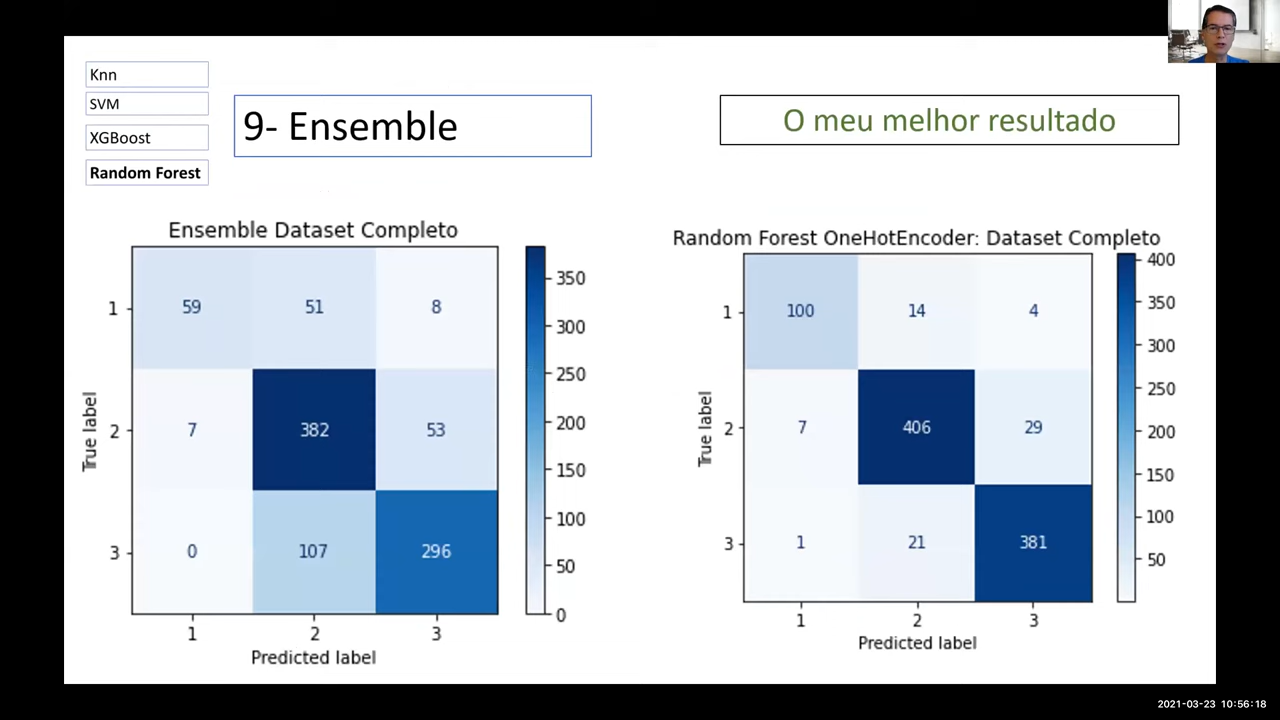 Knn
SVM
XGBoost
Random Forest
9- Ensemble
O meu melhor resultado
Ensemble Dataset Completo
59 51 8
7 382 53
0 107 296
1
2
3
True label
1 2 3
Predicted label
350
300
250
200
150
100
50
0
Random Forest OneHotEncoder: Dataset Completo
100 14 4
7 406 29
1 21 381
1
2
3
True label
1 2 3
Predicted label
400
350
300
250
200
150
100
50
2021-03-23 10:56:18